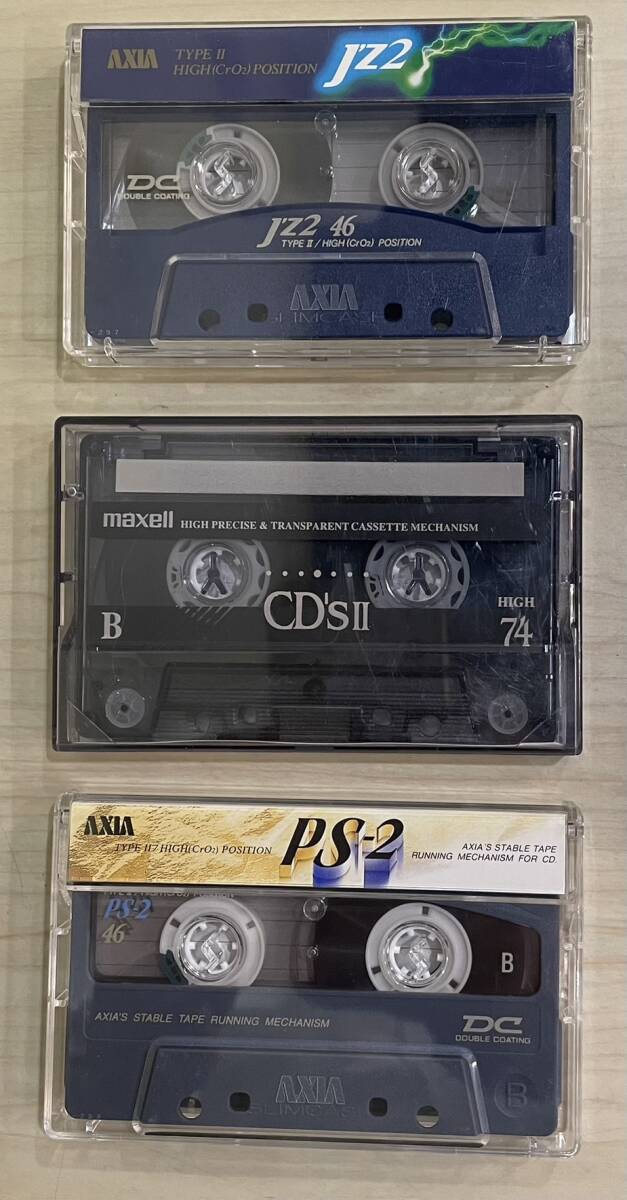 AXIA
TYPE II
HIGH(CrO2) POSITION
J'Z2
DC
DOUBLE COATING
J'Z2 46
TYPE II / HIGH (CrO2) POSITION
AXIA
SLIMCASE
maxell HIGH PRECISE & TRANSPARENT CASSETTE MECHANISM
B
CD'S II
HIGH
74
AXIA
TYPE II / HIGH(CrO2) POSITION
PS-2
AXIA'S STABLE TAPE
RUNNING MECHANISM FOR CD.
PS-2
46
B
AXIA'S STABLE TAPE RUNNING MECHANISM
DC
DOUBLE COATING
AXIA
SLIMCASE
B